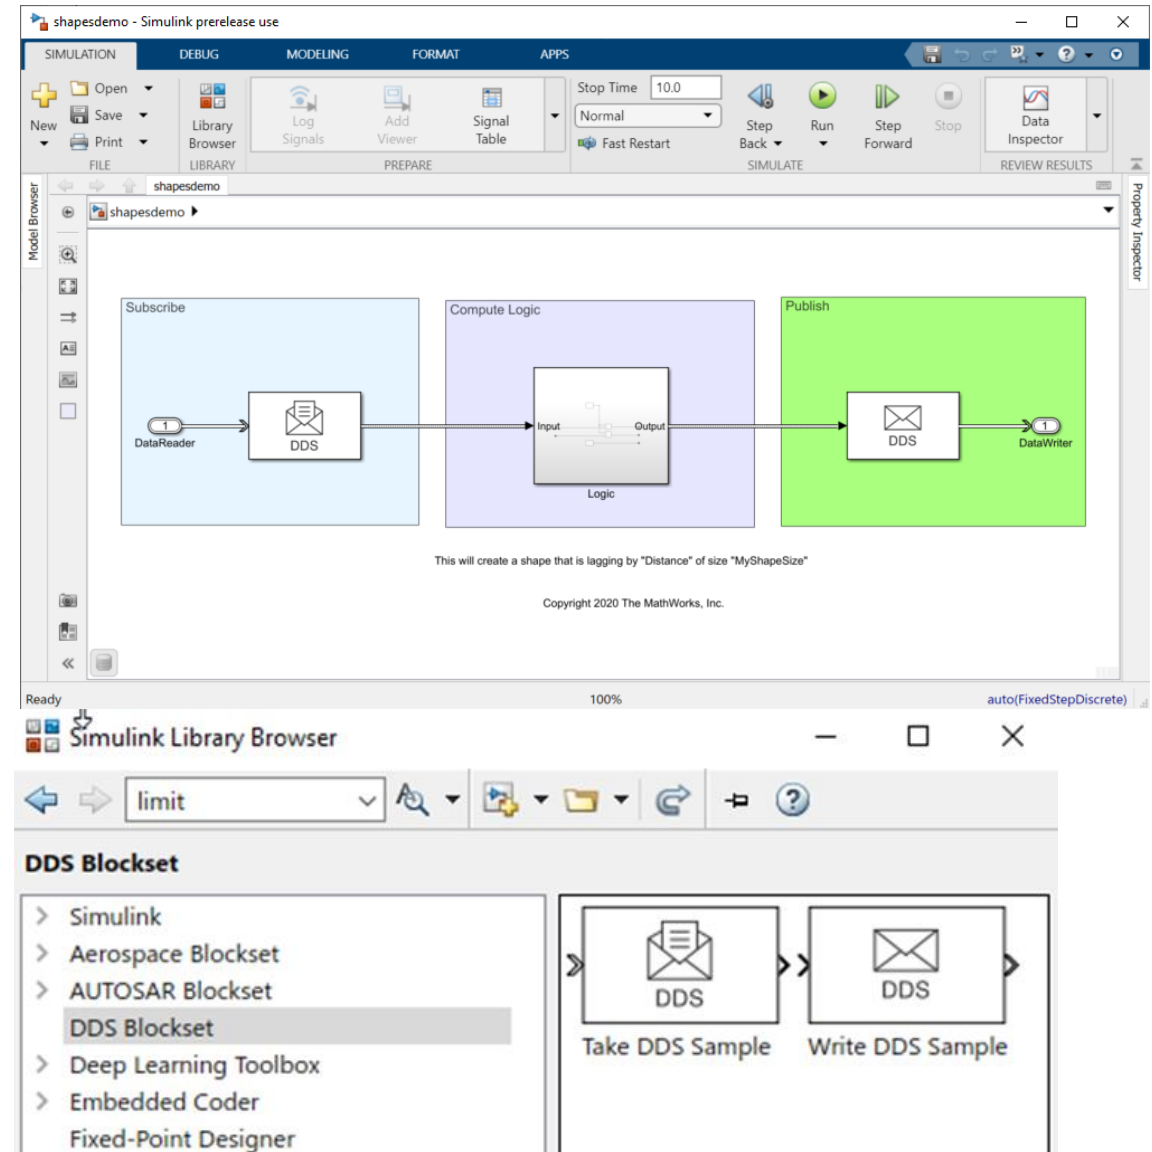 shapesdemo - Simulink prerelease use
SIMULATION DEBUG MODELING FORMAT APPS
New
Open
Save
Print
FILE
Library Browser
LIBRARY
Log Signals
Add Viewer
Signal Table
PREPARE
Stop Time 10.0
Normal
Fast Restart
Step Back
Run
Step Forward
Stop
SIMULATE
Data Inspector
REVIEW RESULTS
Model Browser
shapesdemo
shapesdemo
Property Inspector
Subscribe
1
DataReader
DDS
Compute Logic
Input
Output
Logic
Publish
DDS
1
DataWriter
This will create a shape that is lagging by "Distance" of size "MyShapeSize"
Copyright 2020 The MathWorks, Inc.
Ready 100% auto(FixedStepDiscrete)
Simulink Library Browser
limit
DDS Blockset
Simulink
Aerospace Blockset
AUTOSAR Blockset
DDS Blockset
Deep Learning Toolbox
Embedded Coder
Fixed-Point Designer
DDS
Take DDS Sample
DDS
Write DDS Sample